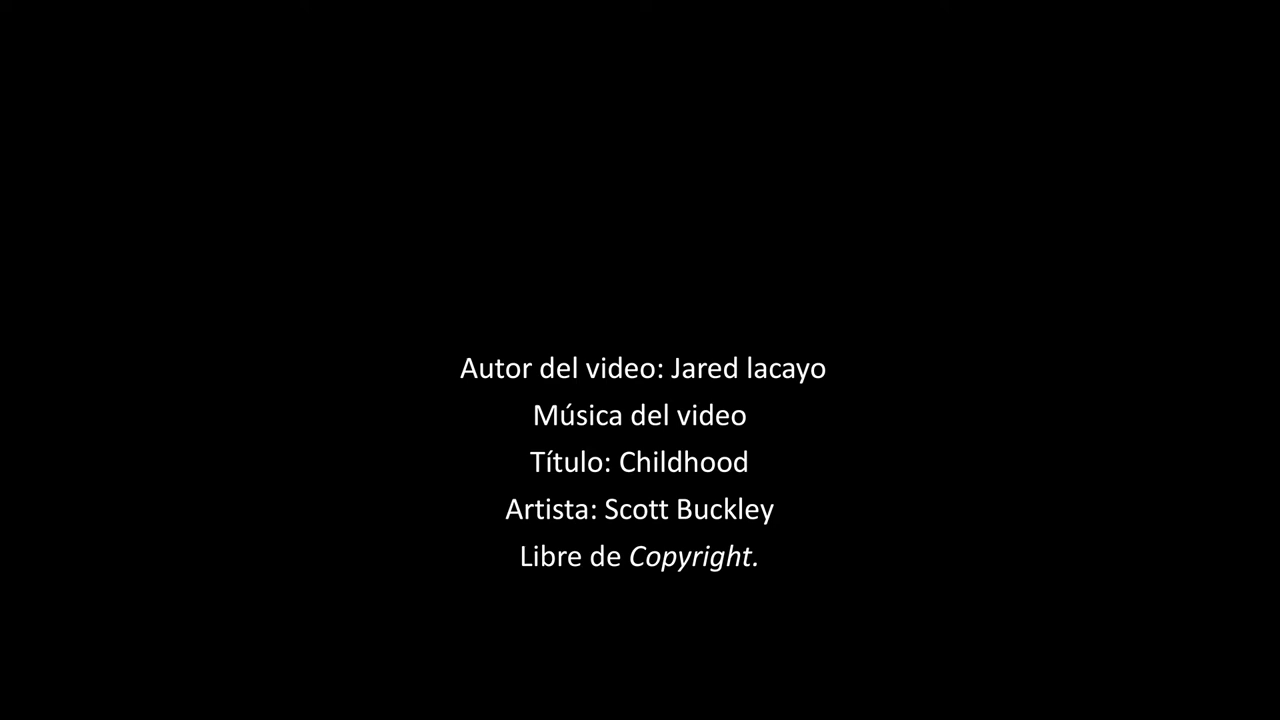 Autor del video: Jared lacayo
Música del video
Título: Childhood
Artista: Scott Buckley
Libre de Copyright.